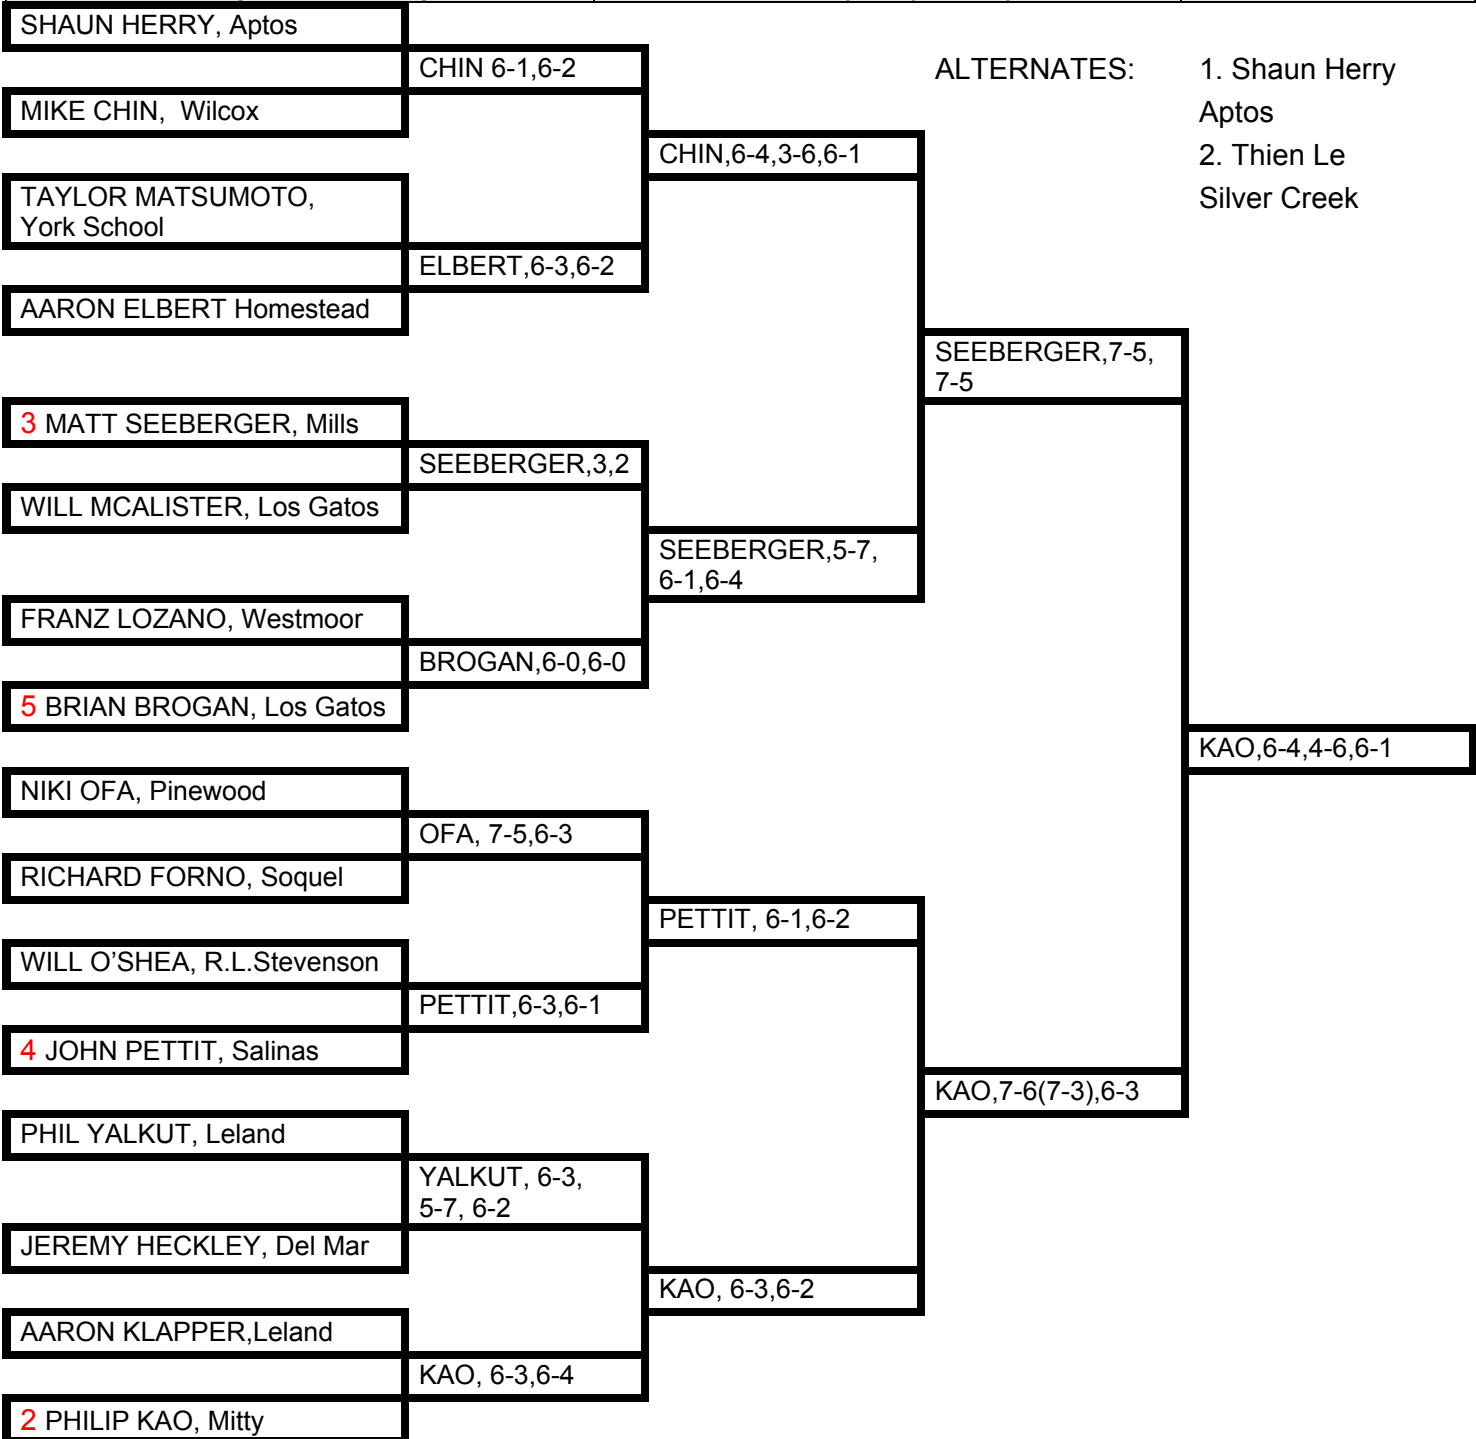 SHAUN HERRY, Aptos
CHIN 6-1,6-2
ALTERNATES:
1. Shaun Herry
MIKE CHIN, Wilcox
Aptos
CHIN,6-4,3-6,6-1
2. Thien Le
TAYLOR MATSUMOTO,
York School
Silver Creek
ELBERT,6-3,6-2
AARON ELBERT Homestead
SEEBERGER,7-5,
7-5
3 MATT SEEBERGER, Mills
SEEBERGER,3,2
WILL MCALISTER, Los Gatos
SEEBERGER,5-7,
6-1,6-4
FRANZ LOZANO, Westmoor
BROGAN,6-0,6-0
5 BRIAN BROGAN, Los Gatos
KAO,6-4,4-6,6-1
NIKI OFA, Pinewood
OFA, 7-5,6-3
RICHARD FORNO, Soquel
PETTIT, 6-1,6-2
WILL O’SHEA, R.L.Stevenson
PETTIT,6-3,6-1
4 JOHN PETTIT, Salinas
KAO,7-6(7-3),6-3
PHIL YALKUT, Leland
YALKUT, 6-3,
5-7, 6-2
JEREMY HECKLEY, Del Mar
KAO, 6-3,6-2
AARON KLAPPER,Leland
KAO, 6-3,6-4
2 PHILIP KAO, Mitty